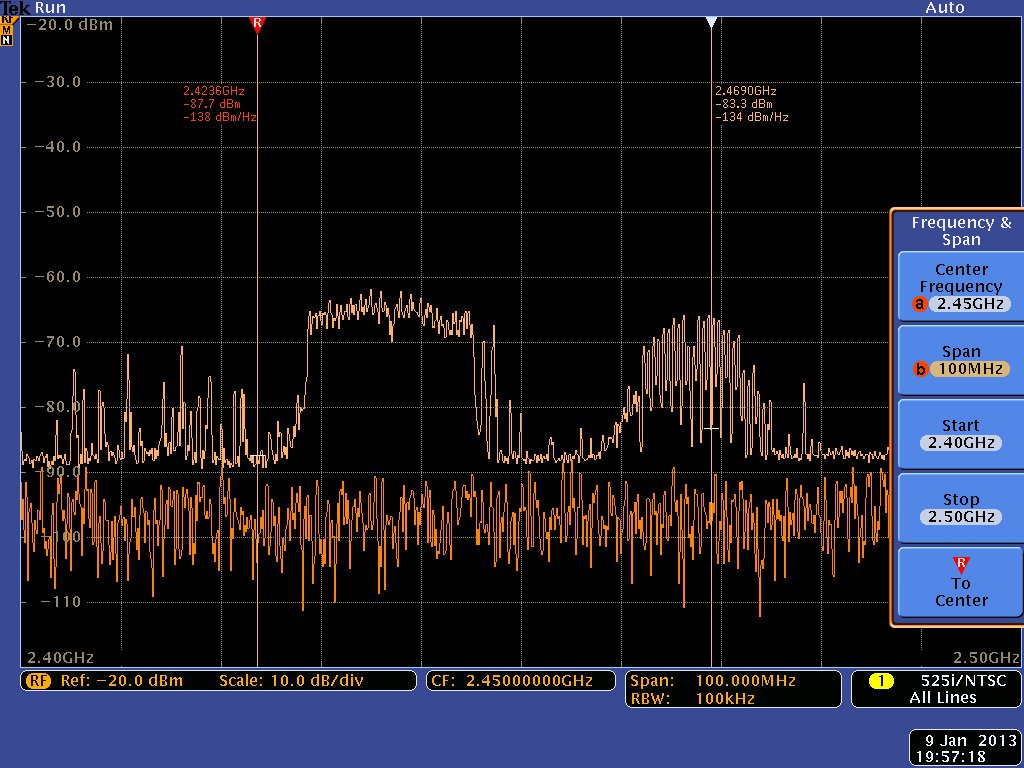 Tek Run Auto
RF
M
N
−20.0 dBm
R
−30.0
2.4236GHz
−87.7 dBm
−138 dBm/Hz
2.4690GHz
−83.3 dBm
−134 dBm/Hz
−40.0
−50.0
−60.0
−70.0
−80.0
−90.0
−100
−110
Frequency &
Span
Center
Frequency
a 2.45GHz
Span
b 100MHz
Start
2.40GHz
Stop
2.50GHz
R
To
Center
2.40GHz 2.50GHz
RF Ref: −20.0 dBm Scale: 10.0 dB/div
CF: 2.45000000GHz
Span: 100.000MHz
RBW: 100kHz
1 525i/NTSC
All Lines
9 Jan 2013
19:57:18